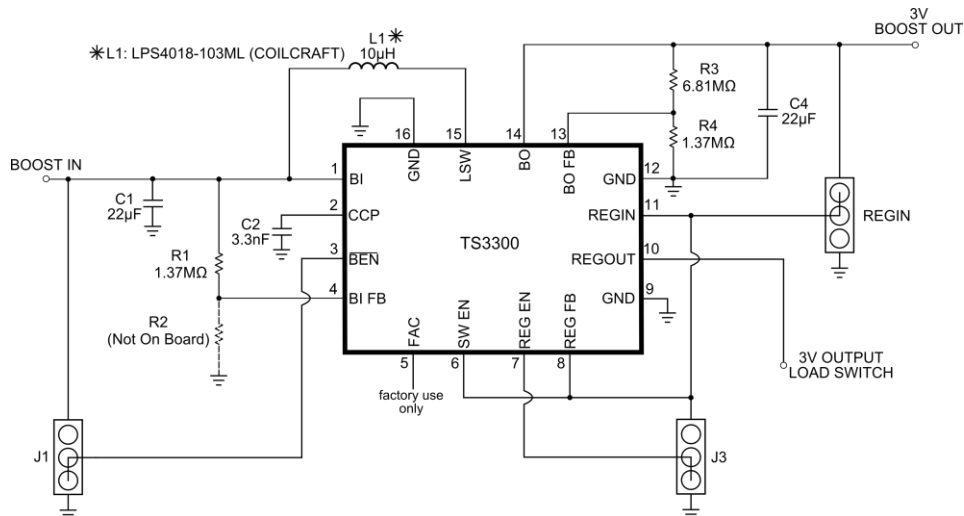 3V
BOOST OUT
L1*
*L1: LPS4018-103ML (COILCRAFT)
10µH
R3
6.81MΩ
C4
22µF
R4
1.37MΩ
16
15
14
13
GND
LSW
BO
BO FB
BOOST IN
1
BI
GND
12
C1
22µF
2
CCP
REGIN
11
REGIN
C2
3.3nF
TS3300
3
BEN
REGOUT
10
R1
1.37MΩ
4
BI FB
GND
9
R2
(Not On Board)
FAC
SW EN
REG EN
REG FB
5
6
7
8
3V OUTPUT
LOAD SWITCH
factory use
only
J1
J3